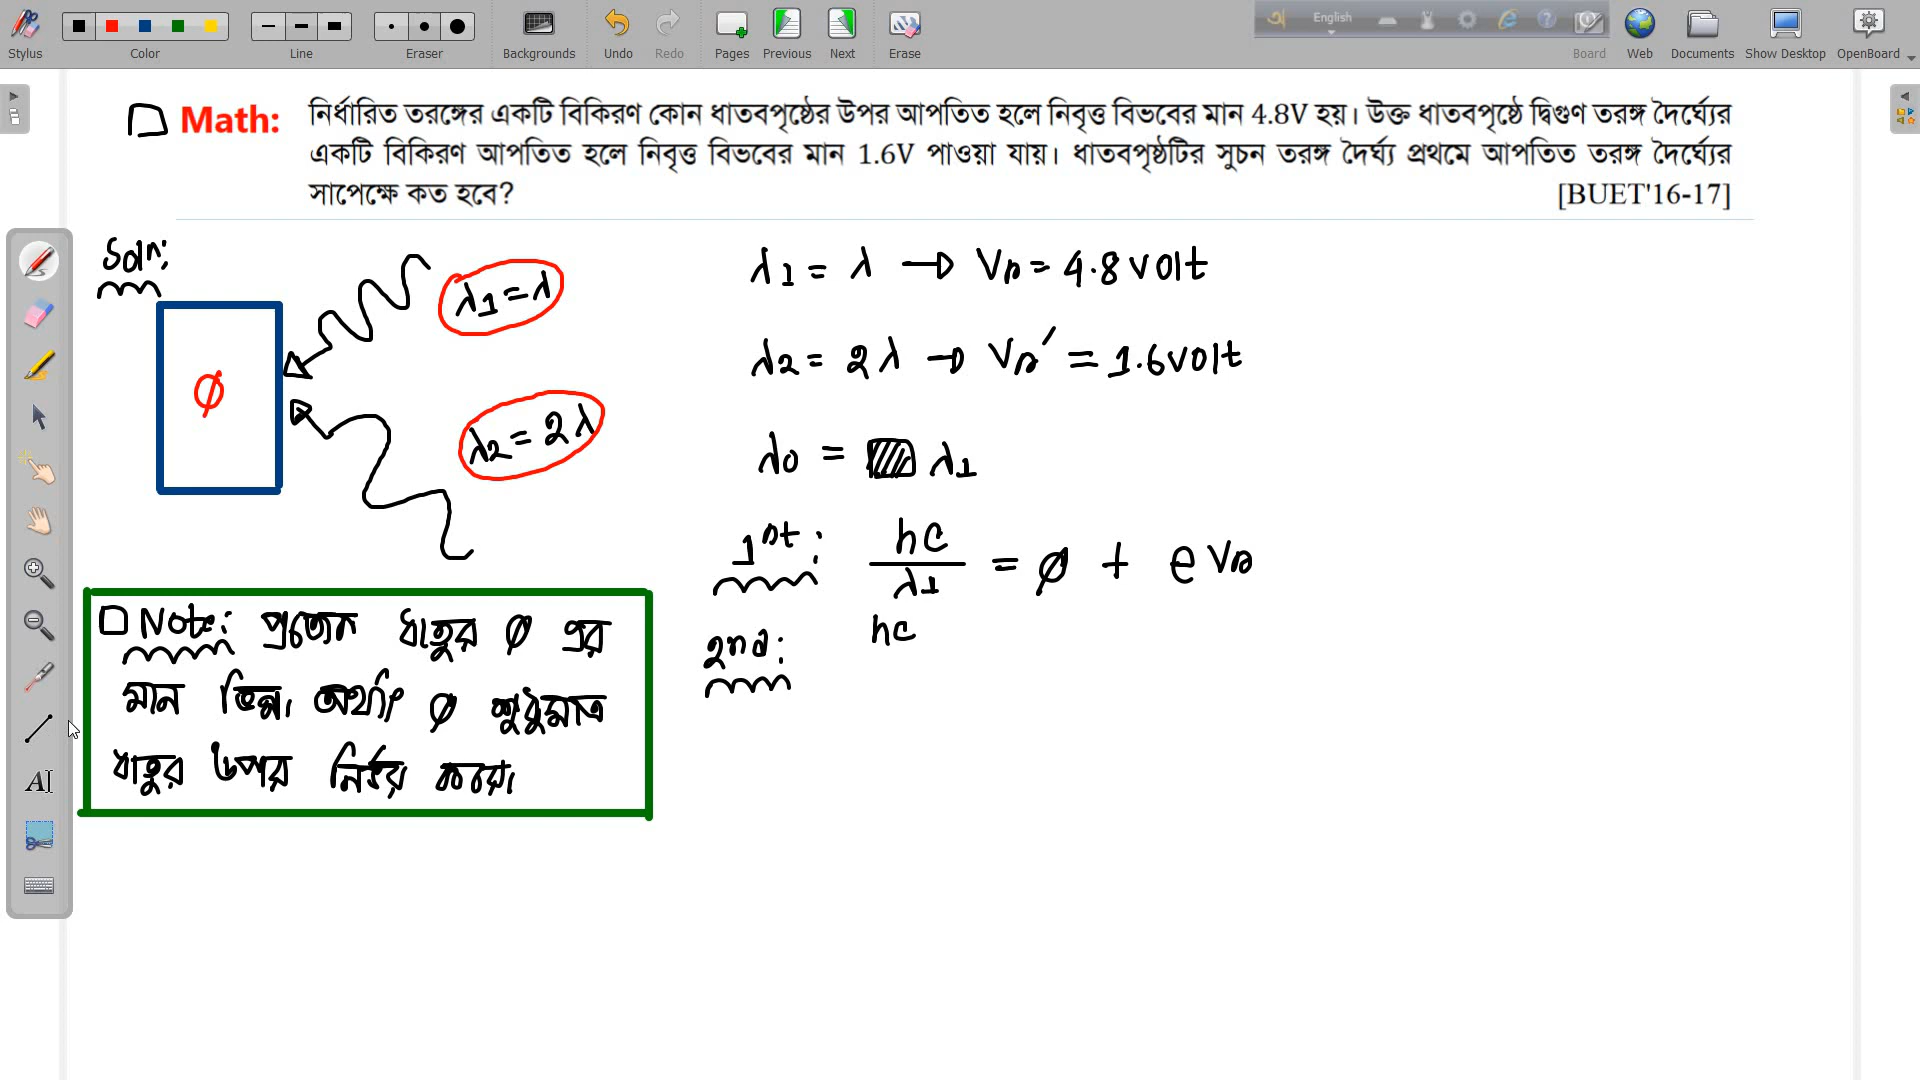 Stylus
Color
Line
Eraser
Backgrounds
Undo
Redo
Pages
Previous
Next
Erase
English
Board
Web
Documents
Show Desktop
OpenBoard
Math: নির্ধারিত তরঙ্গের একটি বিকিরণ কোন ধাতবপৃষ্ঠের উপর আপতিত হলে নিবৃত্ত বিভবের মান 4.8V হয়। উক্ত ধাতবপৃষ্ঠে দ্বিগুণ তরঙ্গ দৈর্ঘ্যের
একটি বিকিরণ আপতিত হলে নিবৃত্ত বিভবের মান 1.6V পাওয়া যায়। ধাতবপৃষ্ঠটির সুচন তরঙ্গ দৈর্ঘ্য প্রথমে আপতিত তরঙ্গ দৈর্ঘ্যের
সাপেক্ষে কত হবে? [BUET'16-17]
Soln:
λ1 = λ
ϕ
λ2 = 2λ
Note: প্রত্যেক ধাতুর ϕ এর
মান ভিন্ন। অর্থাৎ ϕ শুধুমাত্র
ধাতুর উপর নির্ভর করে।
λ1 = λ → Vs = 4.8 volt
λ2 = 2λ → Vs′ = 1.6 volt
λ0 = λ1
1st: hc/λ1 = ϕ + eVs
2nd: hc
AI